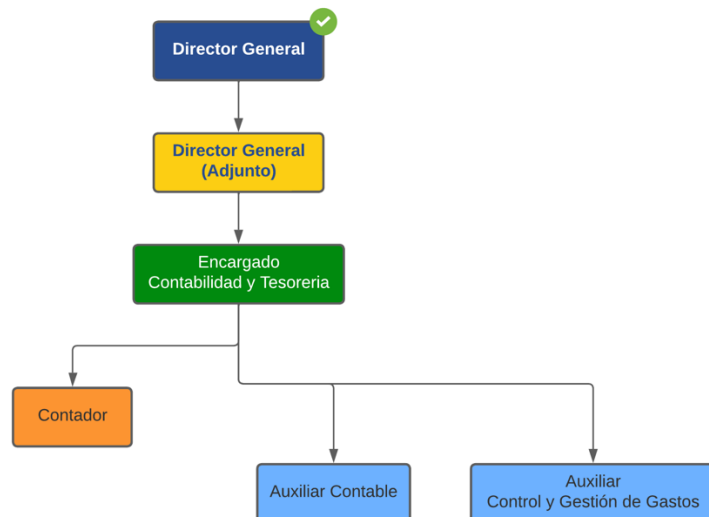 Director General
Director General
(Adjunto)
Encargado
Contabilidad y Tesoreria
Contador
Auxiliar Contable
Auxiliar
Control y Gestión de Gastos